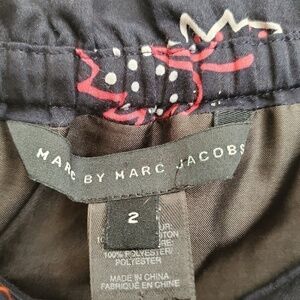 MARC BY MARC JACOBS
2
100% POLYESTER/
POLYESTER
MADE IN CHINA
FABRIQUÉ EN CHINE